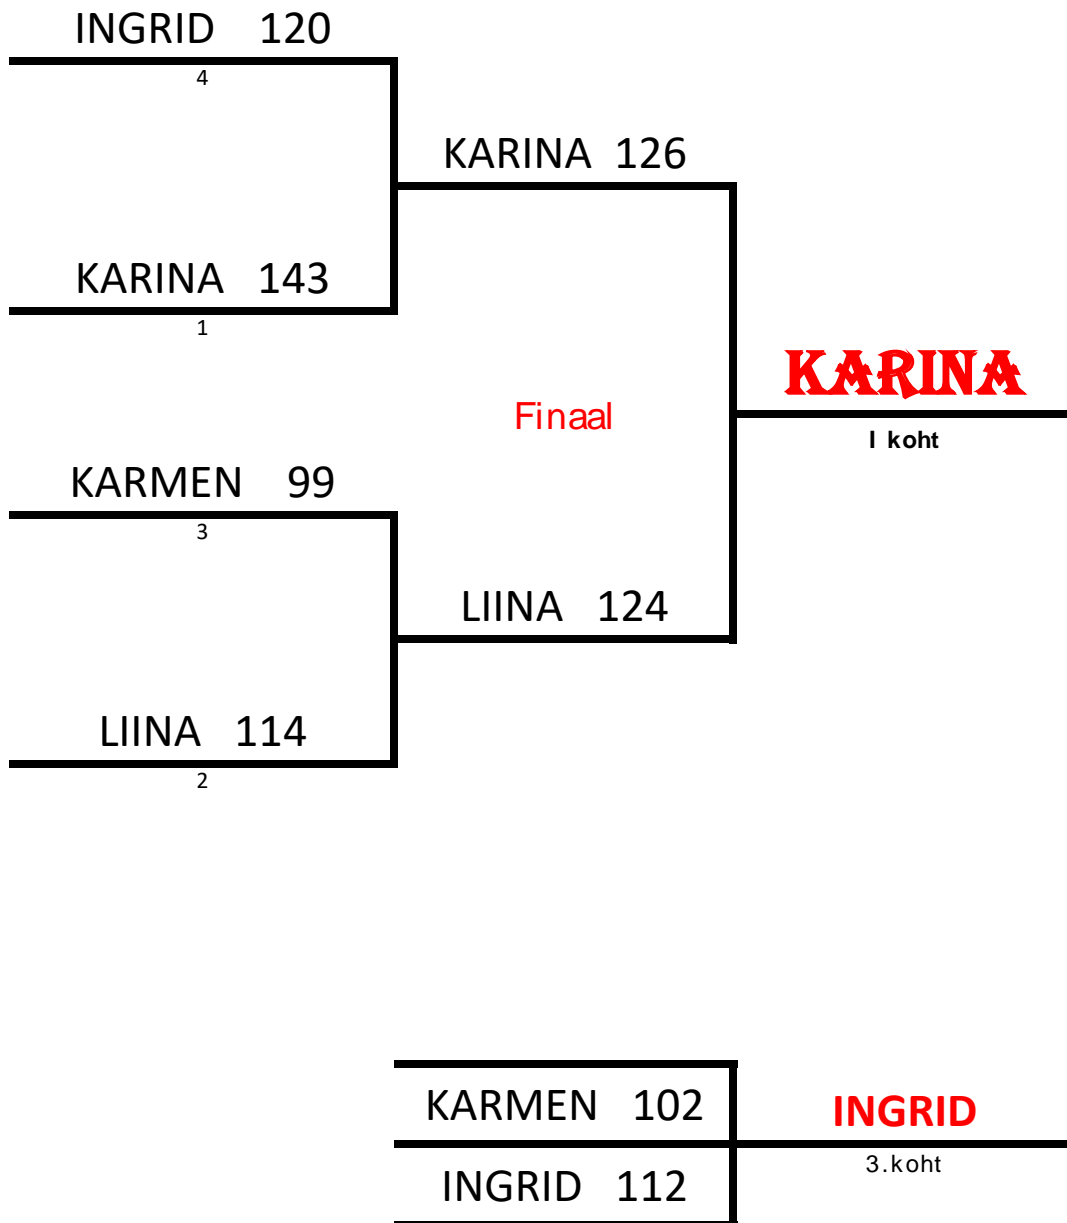 INGRID 120
4
KARINA 126
KARINA 143
1
KARINA
Finaal
I koht
KARMEN 99
3
LIINA 124
LIINA 114
2
KARMEN 102
INGRID
3.koht
INGRID 112